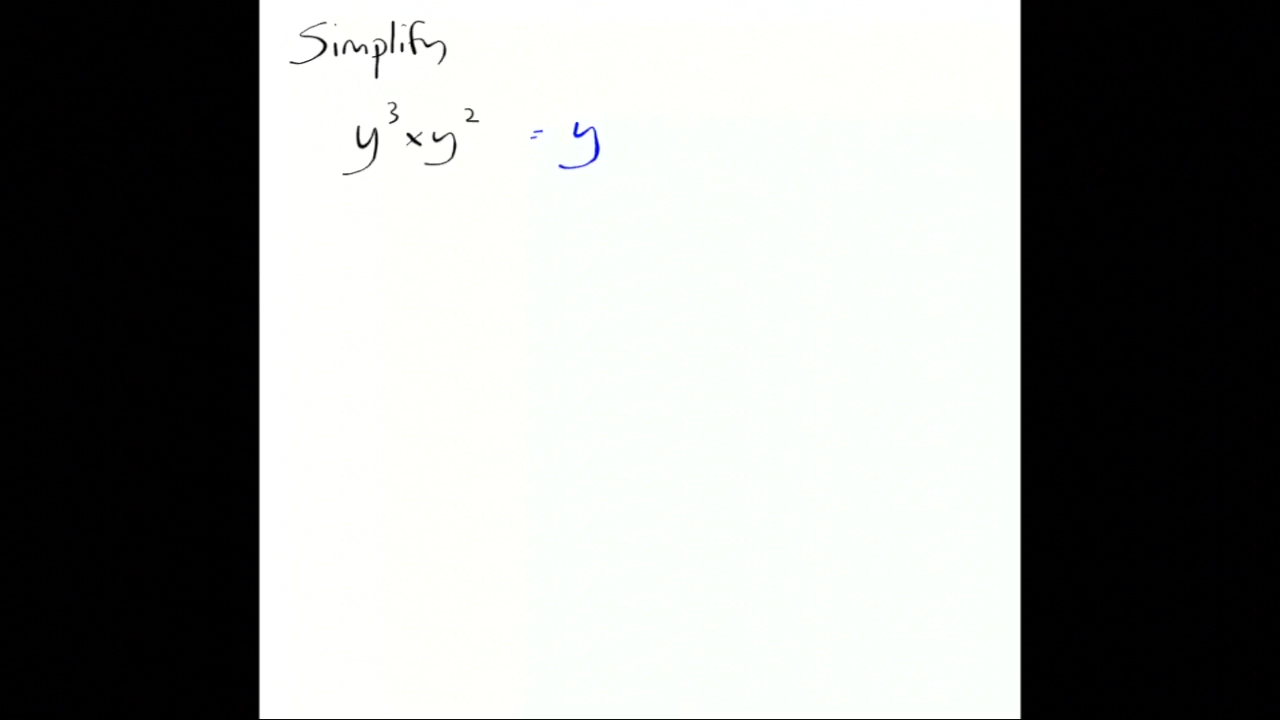 Simplify
y³ × y² = y